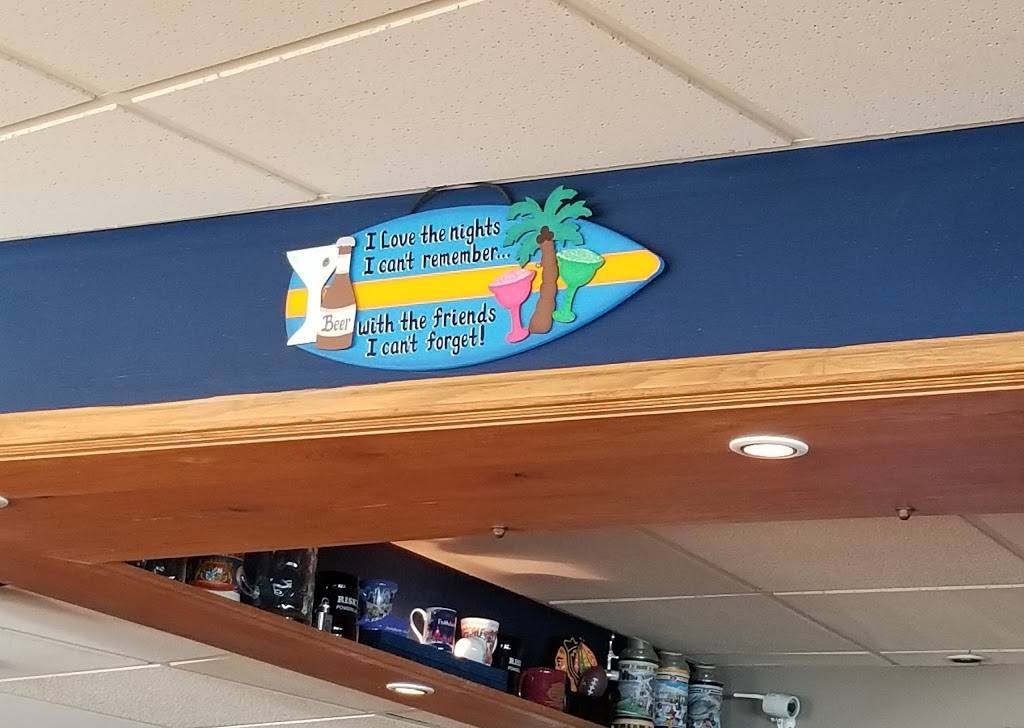 I Love the nights
I can't remember...
Beer
with the friends
I can't forget!